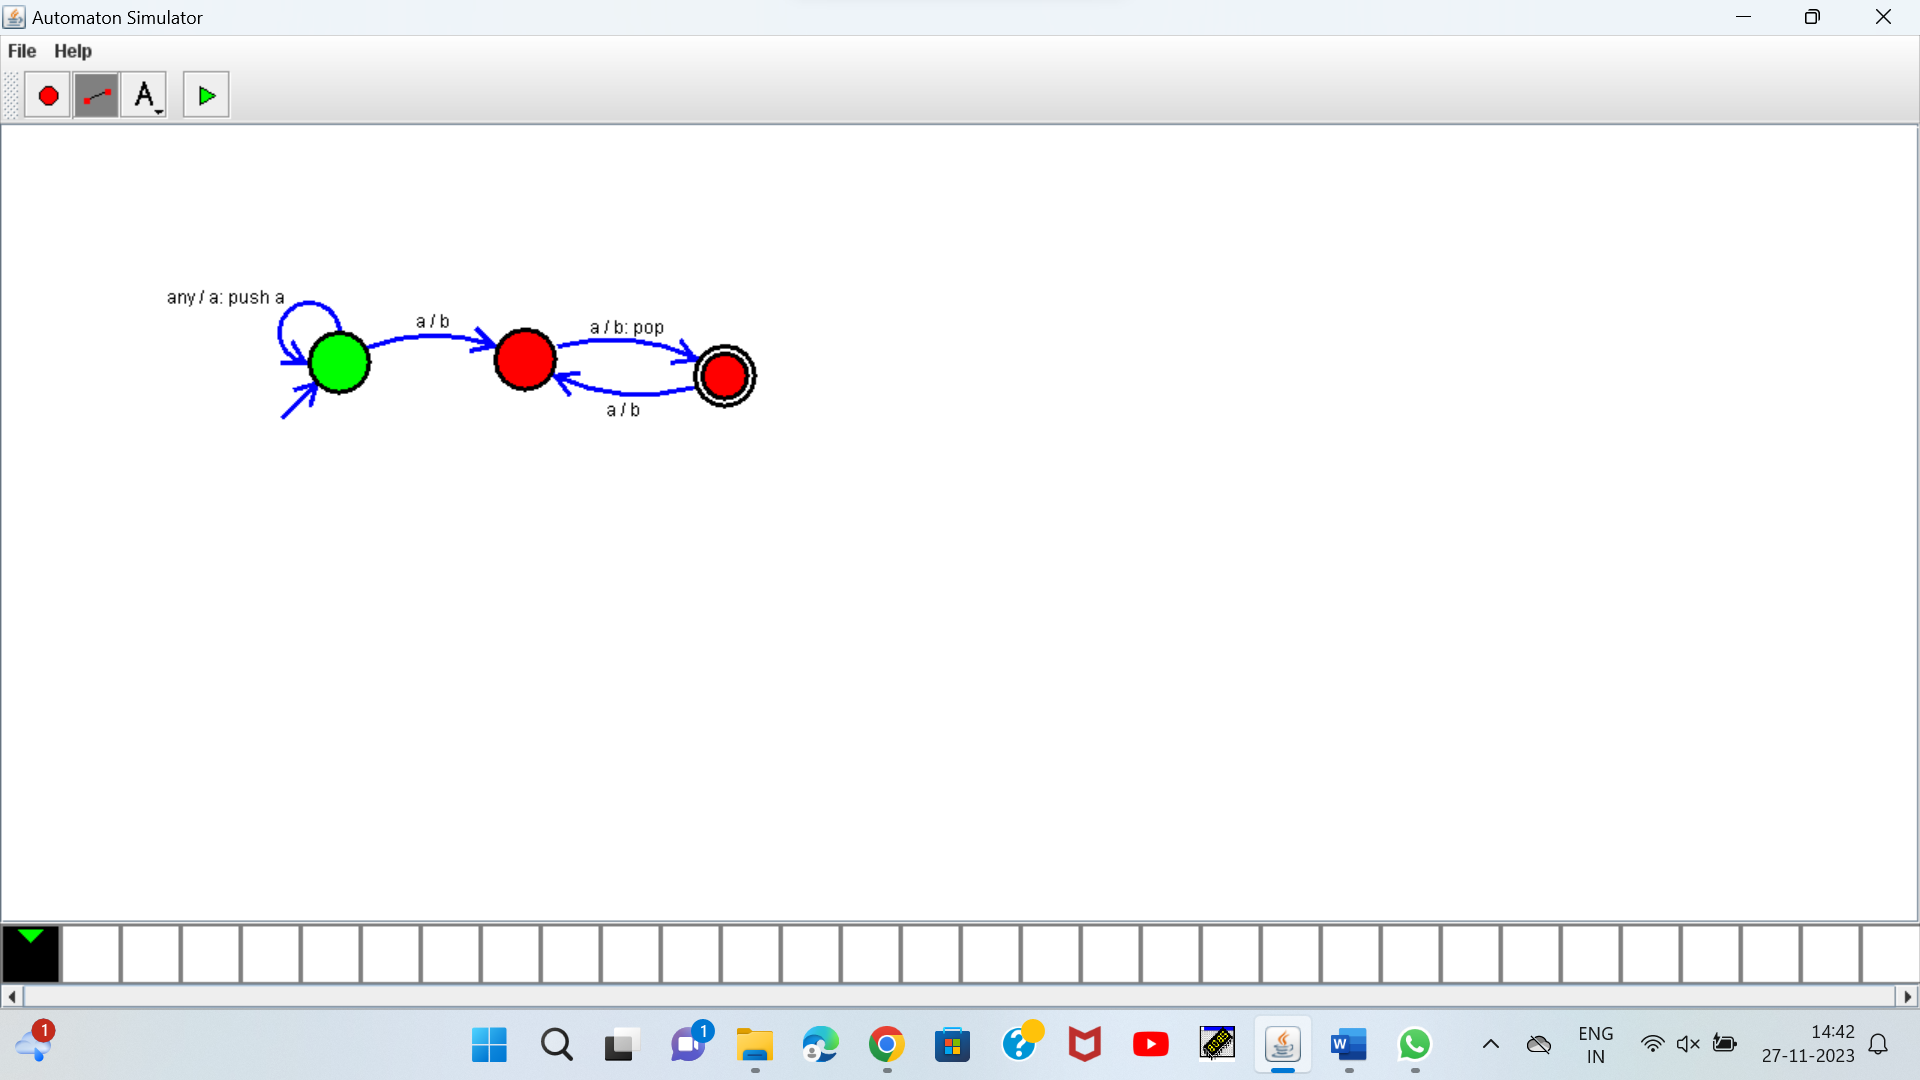 Automaton Simulator
File Help
A
any / a: push a
a / b
a / b: pop
a / b
1
1
ENG
IN
14:42
27-11-2023